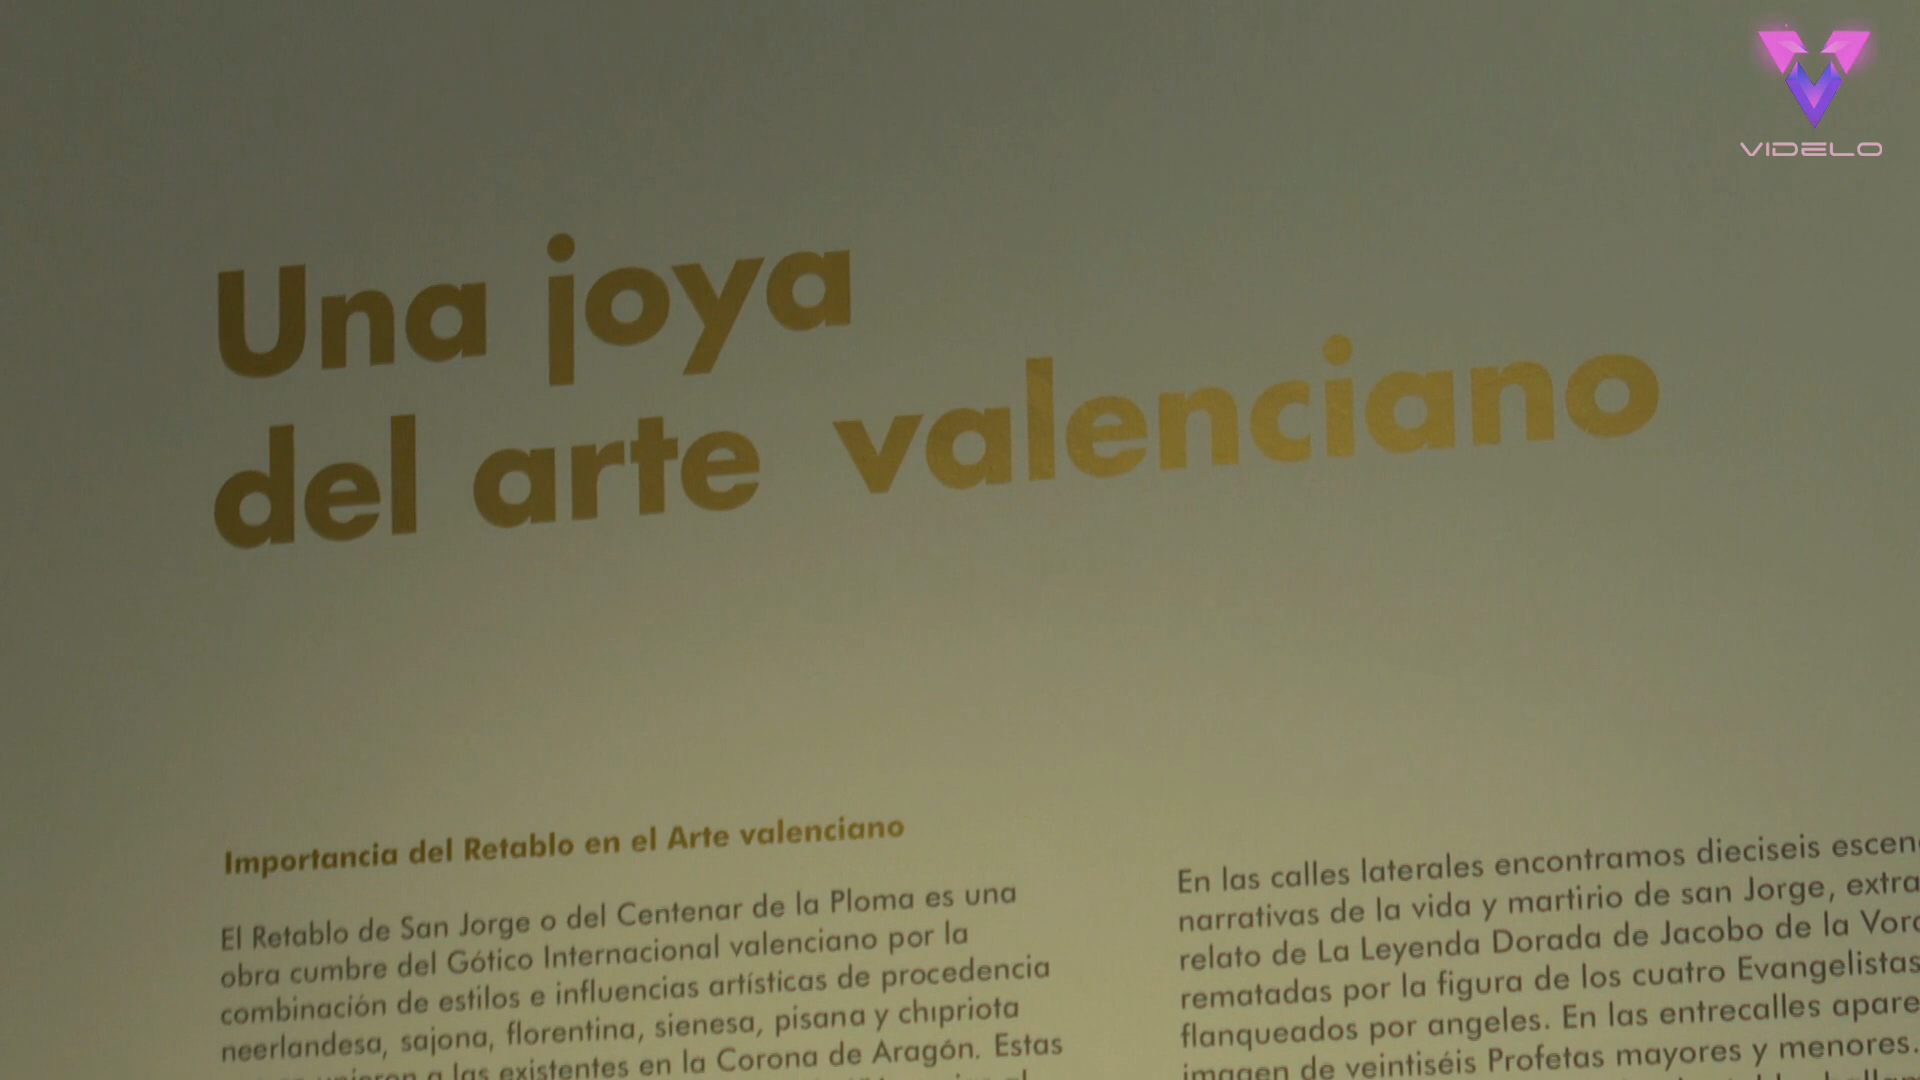 VIDELO
Una joya
del arte valenciano
Importancia del Retablo en el Arte valenciano
El Retablo de San Jorge o del Centenar de la Ploma es una
obra cumbre del Gótico Internacional valenciano por la
combinación de estilos e influencias artísticas de procedencia
neerlandesa, sajona, florentina, sienesa, pisana y chipriota
a las existentes en la Corona de Aragón. Estas
En las calles laterales encontramos dieciseis escen
narrativas de la vida y martirio de san Jorge, extra
relato de La Leyenda Dorada de Jacobo de la Vora
rematadas por la figura de los cuatro Evangelistas
flanqueados por angeles. En las entrecalles apare
imagen de veintiséis Profetas mayores y menores.